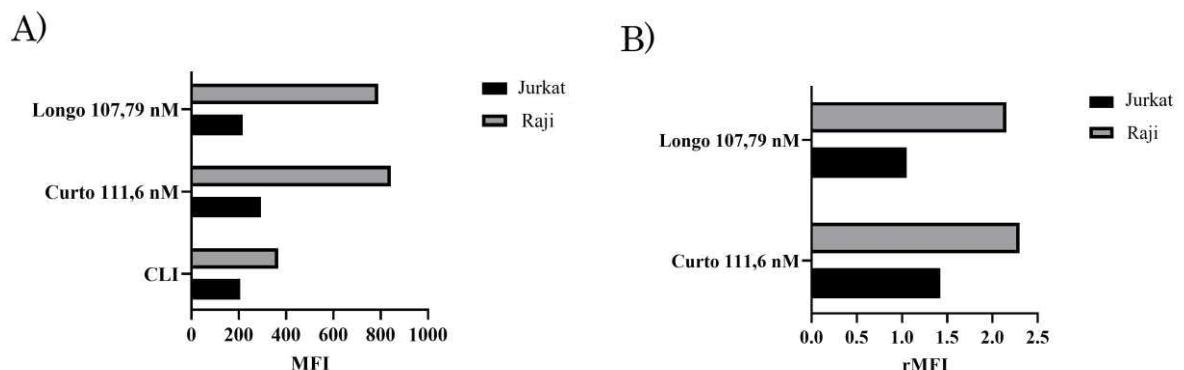 A)
Longo 107,79 nM
Curto 111,6 nM
CLI
0 200 400 600 800 1000
MFI
Jurkat
Raji
B)
Longo 107,79 nM
Curto 111,6 nM
0.0 0.5 1.0 1.5 2.0 2.5
rMFI
Jurkat
Raji